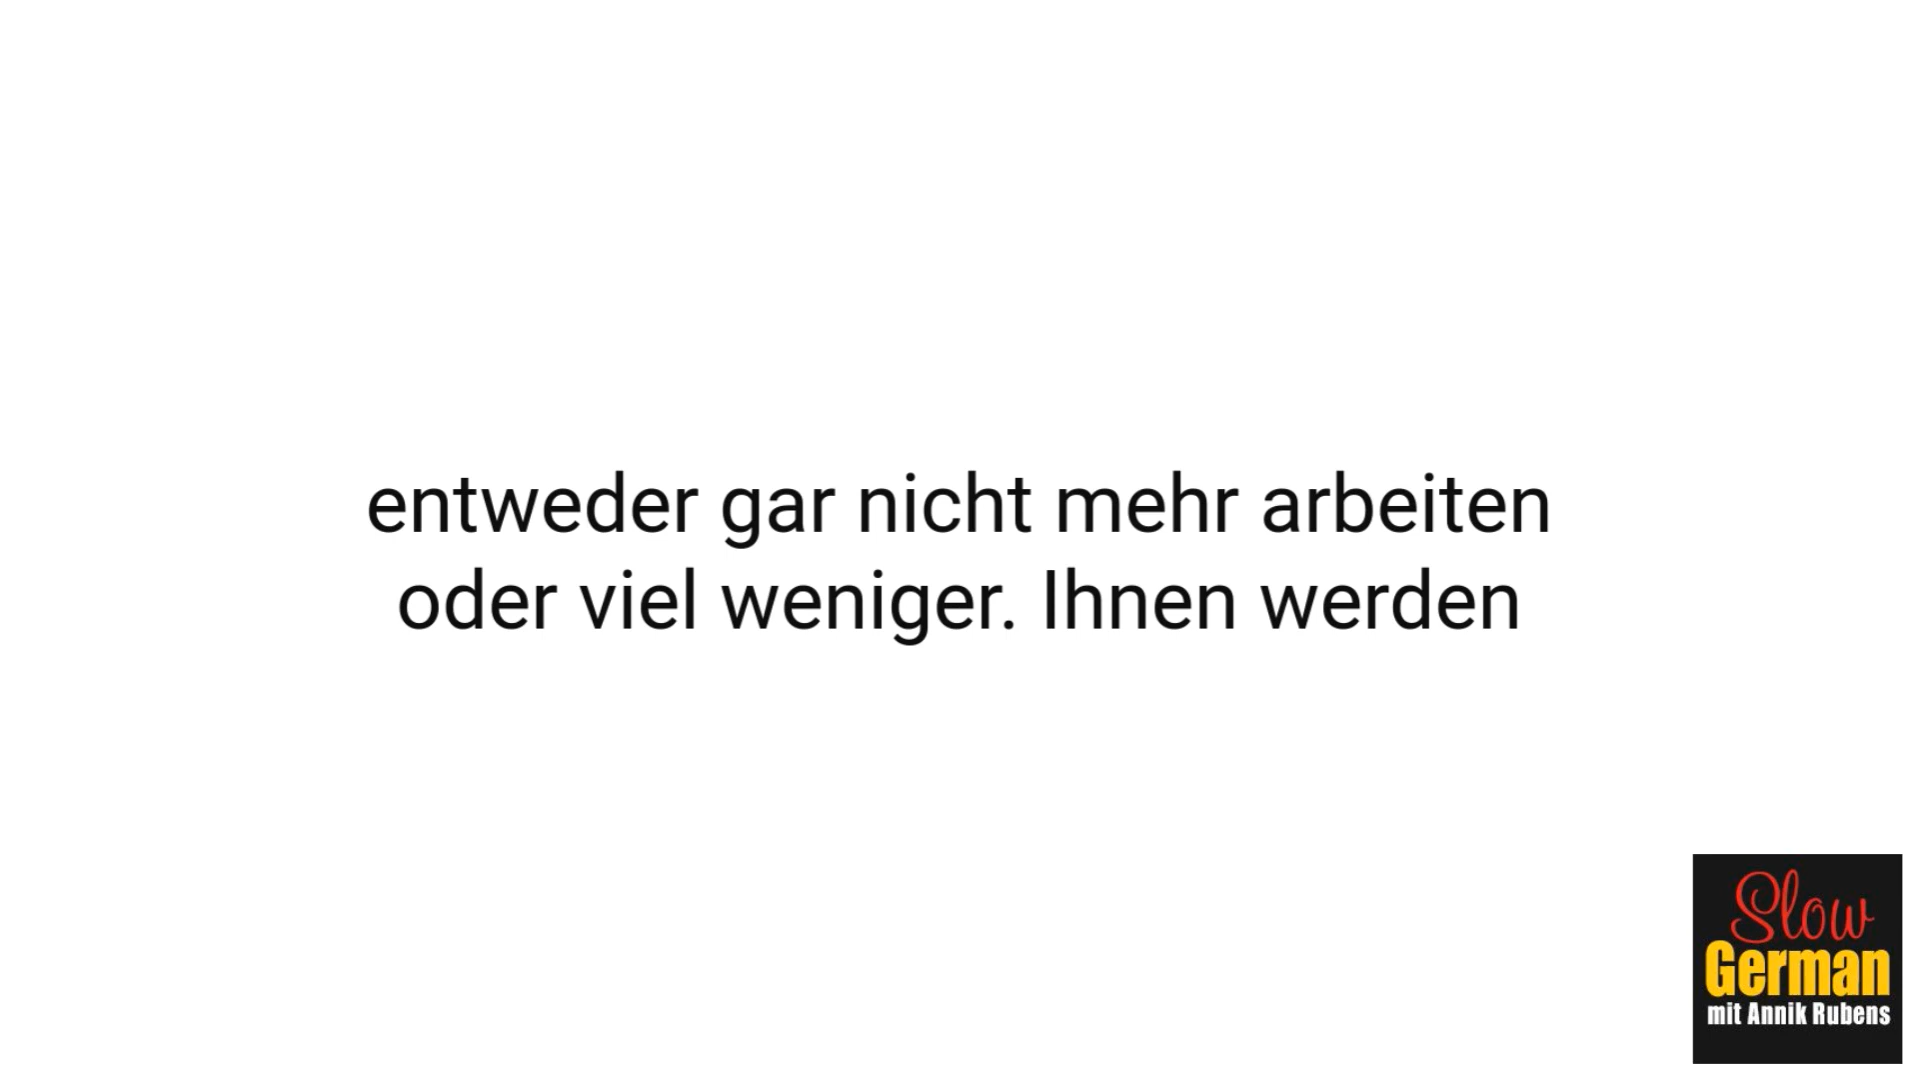 entweder gar nicht mehr arbeiten
oder viel weniger. Ihnen werden
Slow
German
mit Annik Rubens